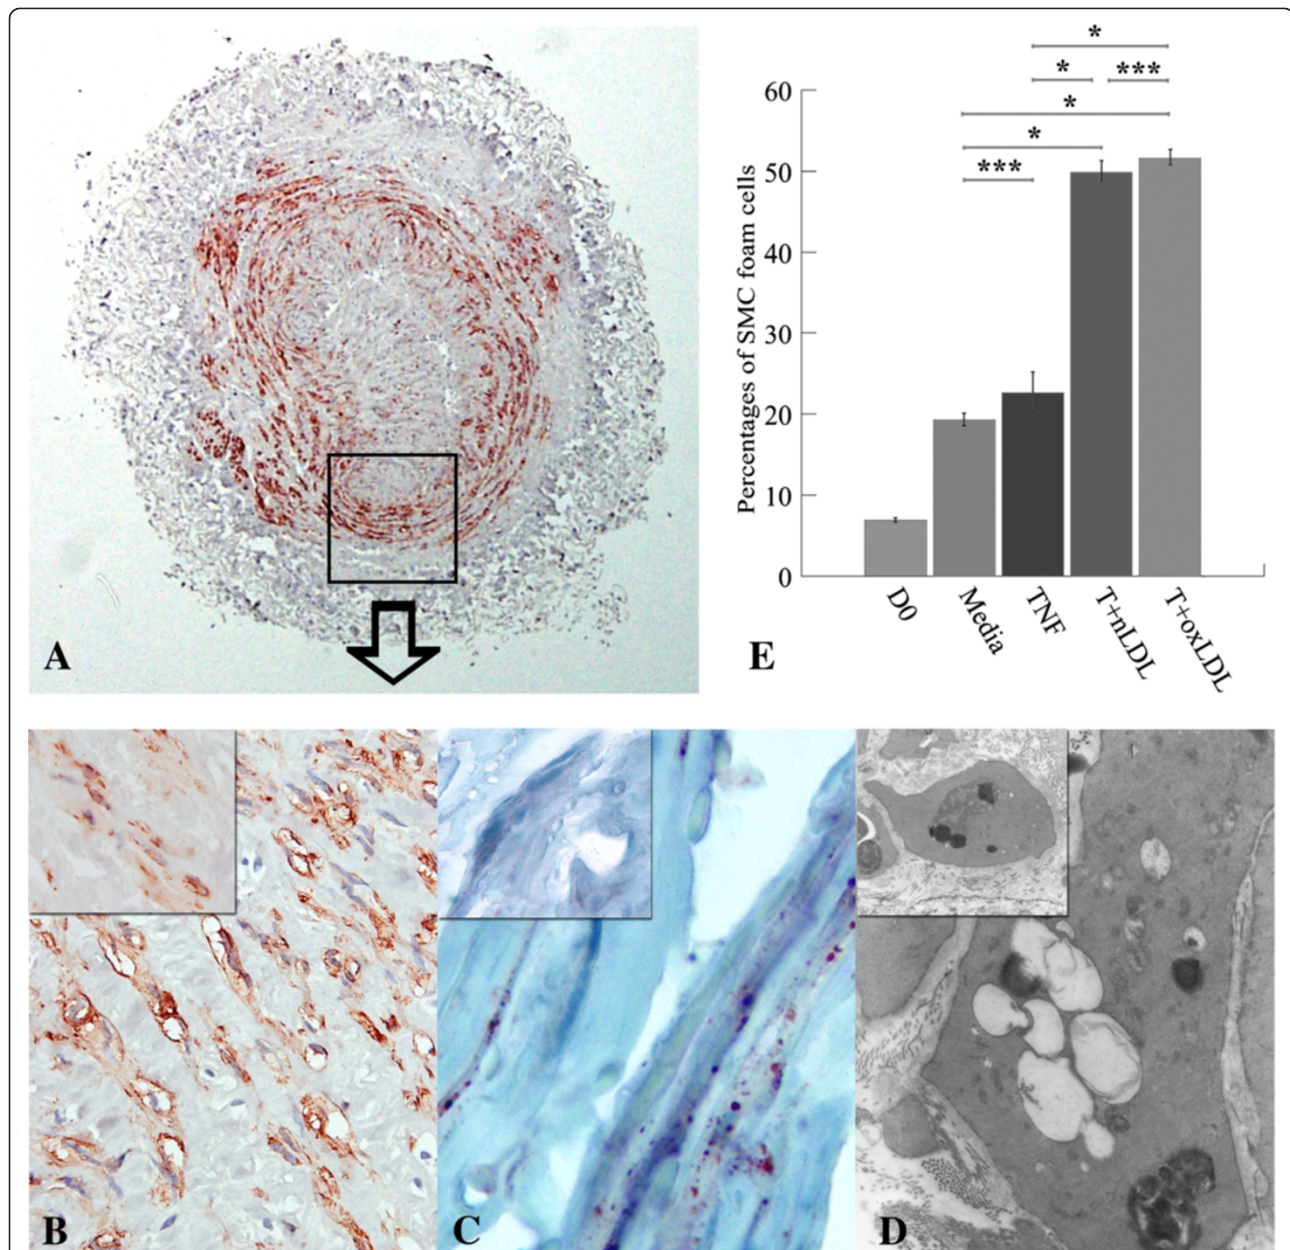 A
*
*
***
*
*
***
Percentages of SMC foam cells
60
50
40
30
20
10
0
D0
Media
TNF
T+nLDL
T+oxLDL
E
B
C
D